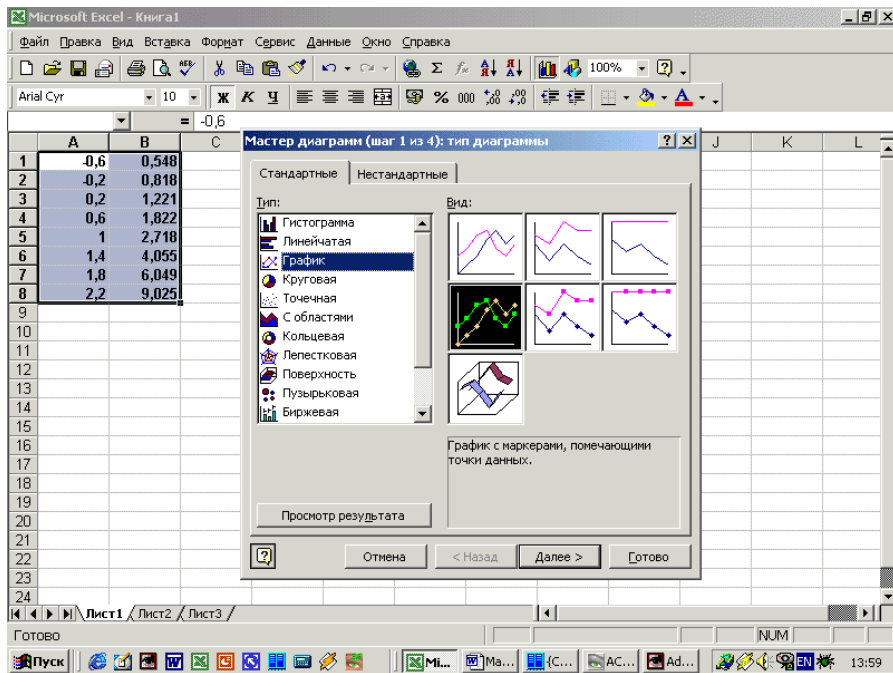 Microsoft Excel - Книга1
Файл Правка Вид Вставка Формат Сервис Данные Окно Справка
100%
Arial Cyr 10 Ж К Ч % 000
= -0,6
A B C J K L
Мастер диаграмм (шаг 1 из 4): тип диаграммы
1 -0,6 0,548
2 -0,2 0,818
3 0,2 1,221
4 0,6 1,822
5 1 2,718
6 1,4 4,055
7 1,8 6,049
8 2,2 9,025
9
10
11
12
13
14
15
16
17
18
19
20
21
22
23
24
Стандартные Нестандартные
Тип: Вид:
Гистограмма
Линейчатая
График
Круговая
Точечная
С областями
Кольцевая
Лепестковая
Поверхность
Пузырьковая
Биржевая
График с маркерами, помечающими
точки данных.
Просмотр результата
Отмена < Назад Далее > Готово
Лист1 Лист2 Лист3
Готово NUM
Пуск Mi... Ma... {C... AC... Ad... EN 13:59